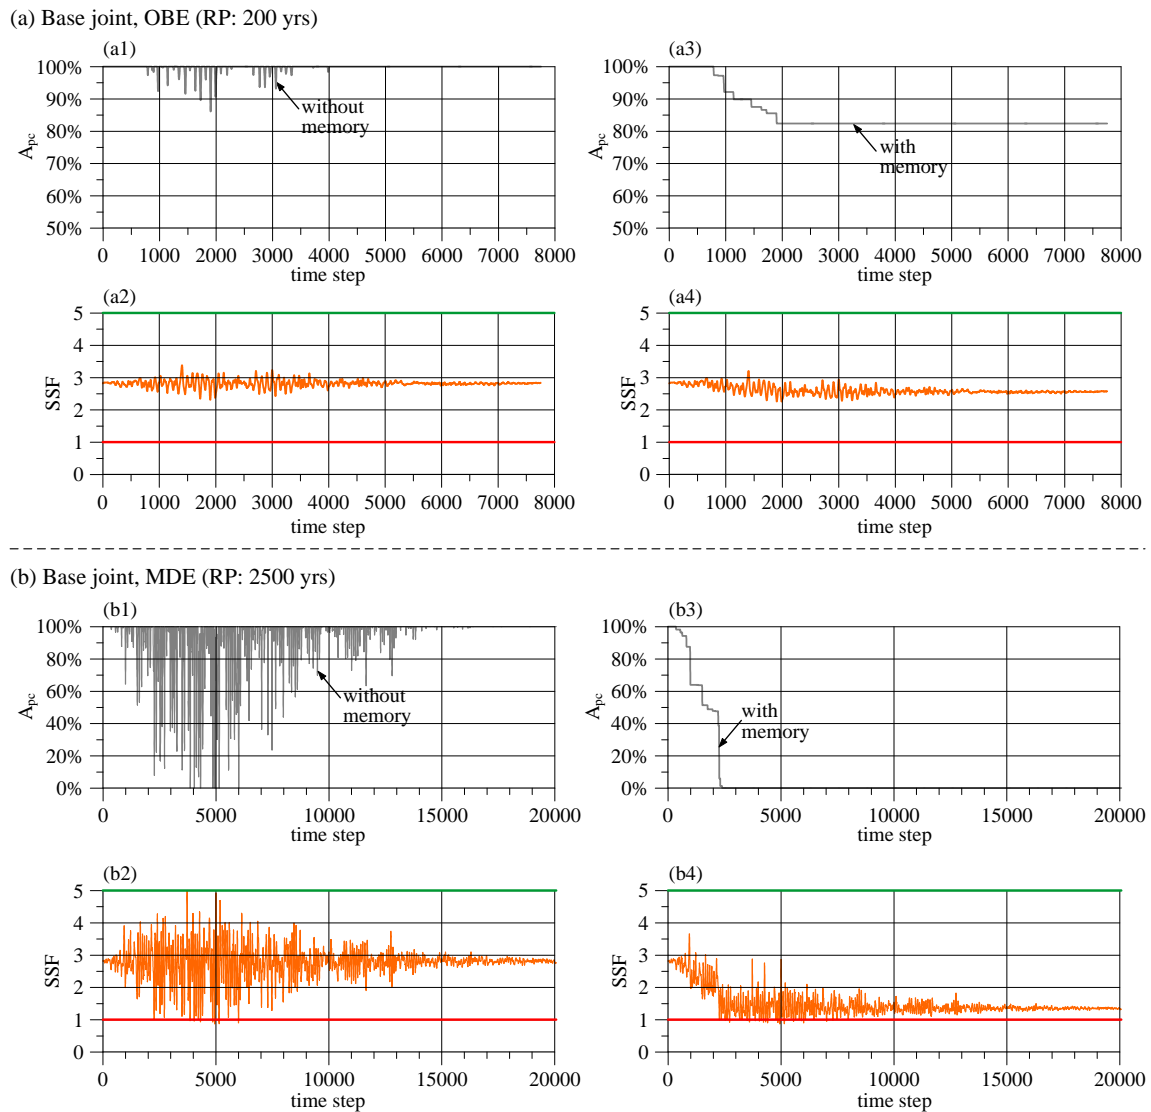 (a) Base joint, OBE (RP: 200 yrs)
(a1)
100%
90%
80%
70%
60%
50%
A_pc
without
memory
0 1000 2000 3000 4000 5000 6000 7000 8000
time step
(a3)
100%
90%
80%
70%
60%
50%
A_pc
with
memory
0 1000 2000 3000 4000 5000 6000 7000 8000
time step
(a2)
5
4
3
2
1
0
SSF
0 1000 2000 3000 4000 5000 6000 7000 8000
time step
(a4)
5
4
3
2
1
0
SSF
0 1000 2000 3000 4000 5000 6000 7000 8000
time step
(b) Base joint, MDE (RP: 2500 yrs)
(b1)
100%
80%
60%
40%
20%
0%
A_pc
without
memory
0 5000 10000 15000 20000
time step
(b3)
100%
80%
60%
40%
20%
0%
A_pc
with
memory
0 5000 10000 15000 20000
time step
(b2)
5
4
3
2
1
0
SSF
0 5000 10000 15000 20000
time step
(b4)
5
4
3
2
1
0
SSF
0 5000 10000 15000 20000
time step